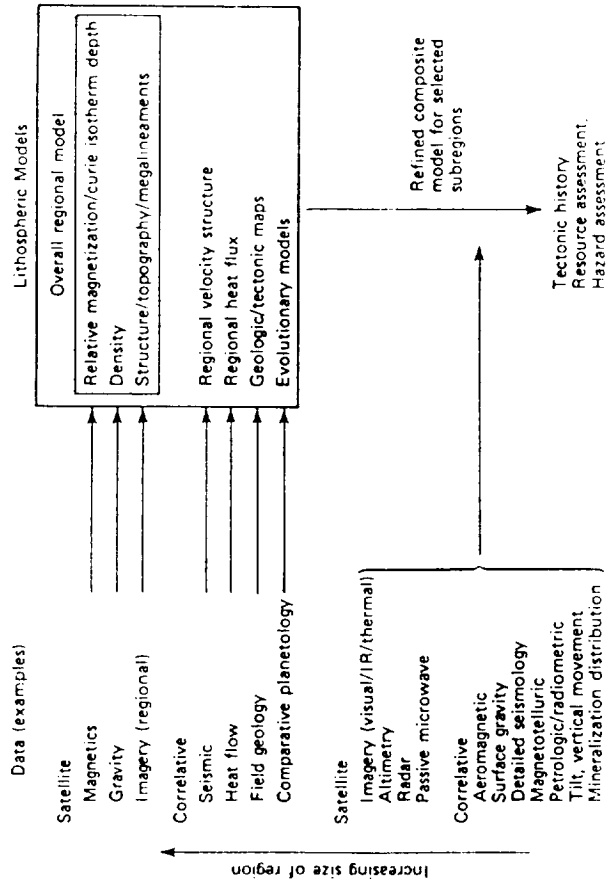 Data (examples)
Lithospheric Models
Satellite
Magnetics
Gravity
Imagery (regional)
Correlative
Seismic
Heat flow
Field geology
Comparative planetology
Overall regional model
Relative magnetization/curie isotherm depth
Density
Structure/topography/megalineaments
Regional velocity structure
Regional heat flux
Geologic/tectonic maps
Evolutionary models
Satellite
Imagery (visual/IR/thermal)
Altimetry
Radar
Passive microwave
Correlative
Aeromagnetic
Surface gravity
Detailed seismology
Magnetotelluric
Petrologic/radiometric
Tilt, vertical movement
Mineralization distribution
Refined composite
model for selected
subregions
Tectonic history
Resource assessment.
Hazard assessment
Increasing size of region